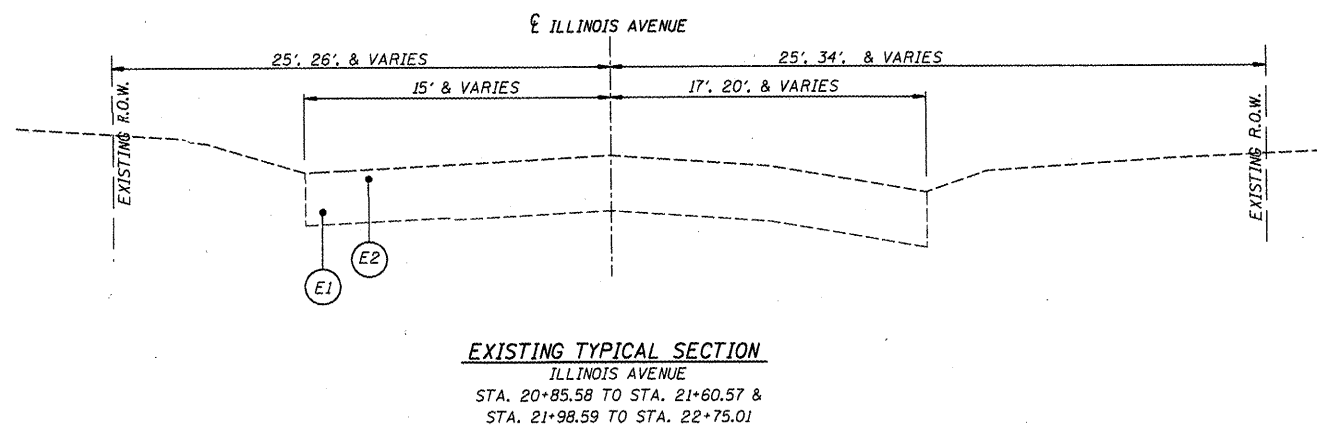 ℄ ILLINOIS AVENUE
25', 26', & VARIES
25', 34', & VARIES
15' & VARIES
17', 20', & VARIES
EXISTING R.O.W.
EXISTING R.O.W.
E2
E1
EXISTING TYPICAL SECTION
ILLINOIS AVENUE
STA. 20+85.58 TO STA. 21+60.57 &
STA. 21+98.59 TO STA. 22+75.01